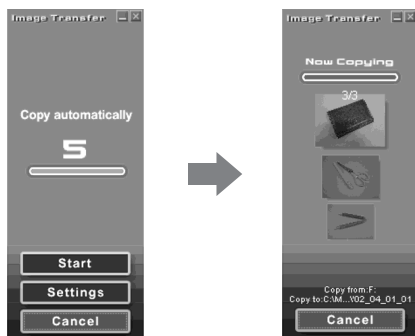 Image Transfer
Copy automatically
5
Start
Settings
Cancel
Image Transfer
Now Copying
3/3
Copy from:F:
Copy to:C:\M...\02_04_01_01
Cancel